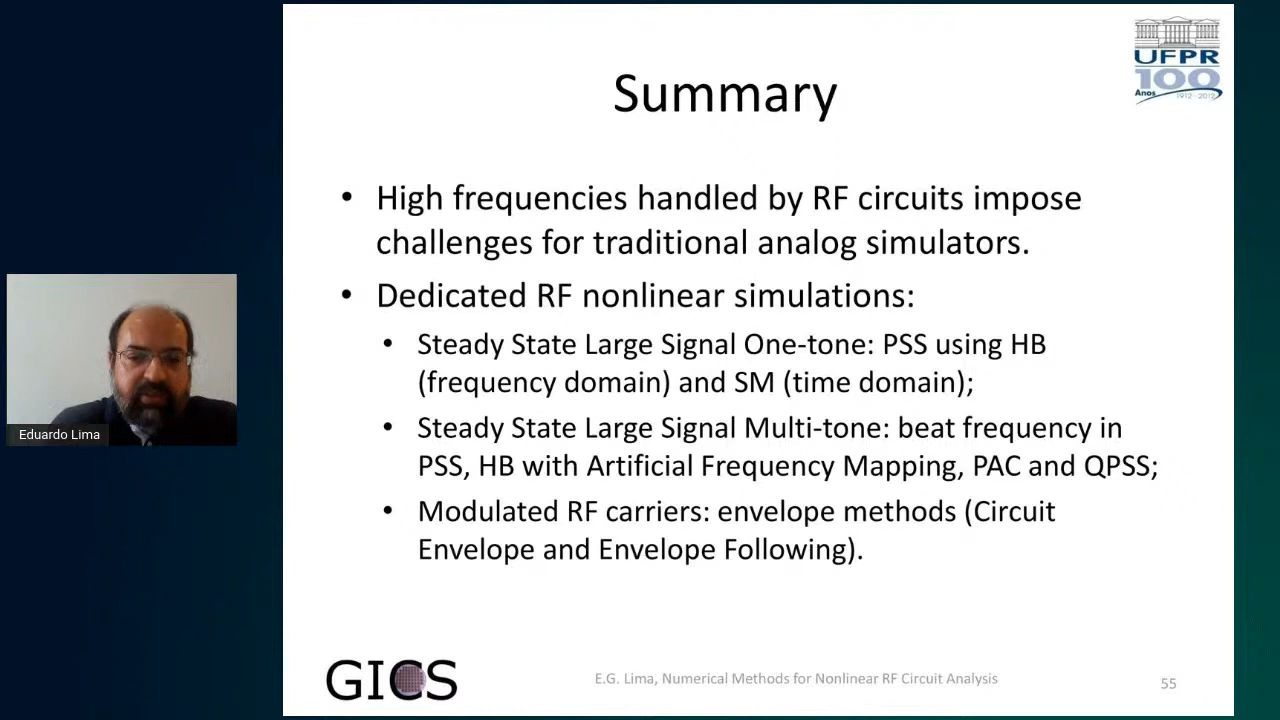 UFPR
100
Anos
1912 - 2012
Summary
• High frequencies handled by RF circuits impose
challenges for traditional analog simulators.
• Dedicated RF nonlinear simulations:
• Steady State Large Signal One-tone: PSS using HB
(frequency domain) and SM (time domain);
• Steady State Large Signal Multi-tone: beat frequency in
PSS, HB with Artificial Frequency Mapping, PAC and QPSS;
• Modulated RF carriers: envelope methods (Circuit
Envelope and Envelope Following).
Eduardo Lima
GICS
E.G. Lima, Numerical Methods for Nonlinear RF Circuit Analysis
55